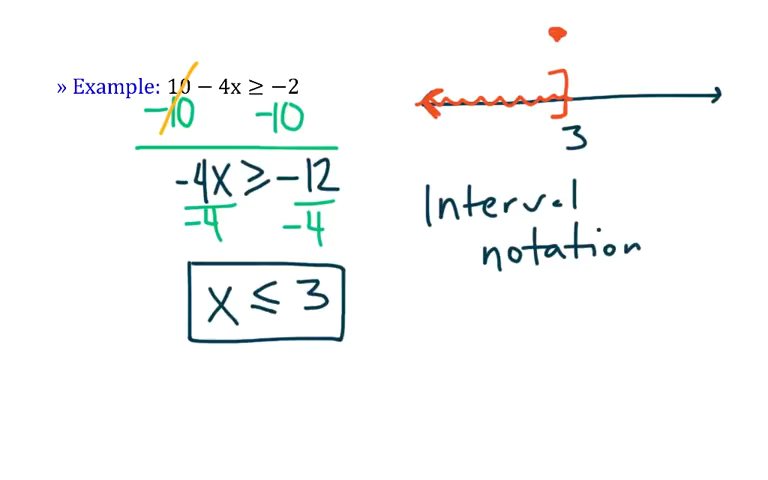 » Example: 10 − 4x ≥ −2
-10 -10
-4x ≥ -12
-4 -4
x ≤ 3
3
Interval
notation